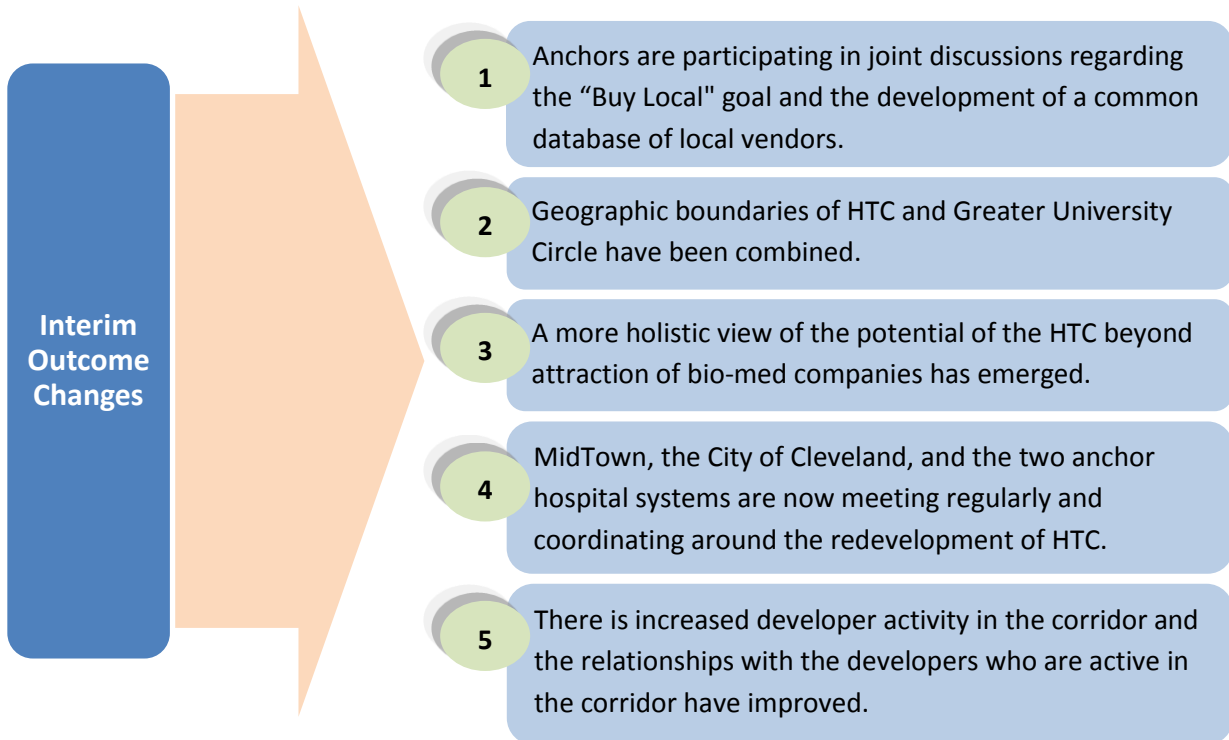 Interim
Outcome
Changes
1
Anchors are participating in joint discussions regarding
the “Buy Local" goal and the development of a common
database of local vendors.
2
Geographic boundaries of HTC and Greater University
Circle have been combined.
3
A more holistic view of the potential of the HTC beyond
attraction of bio-med companies has emerged.
4
MidTown, the City of Cleveland, and the two anchor
hospital systems are now meeting regularly and
coordinating around the redevelopment of HTC.
5
There is increased developer activity in the corridor and
the relationships with the developers who are active in
the corridor have improved.